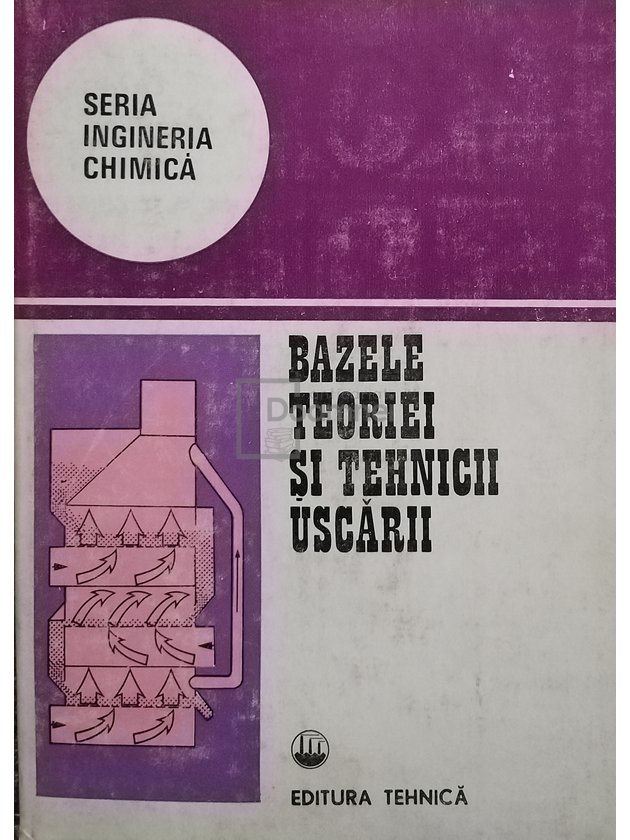 SERIA
INGINERIA
CHIMICĂ
BAZELE
TEORIEI
ȘI TEHNICII
USCĂRII
EDITURA TEHNICĂ